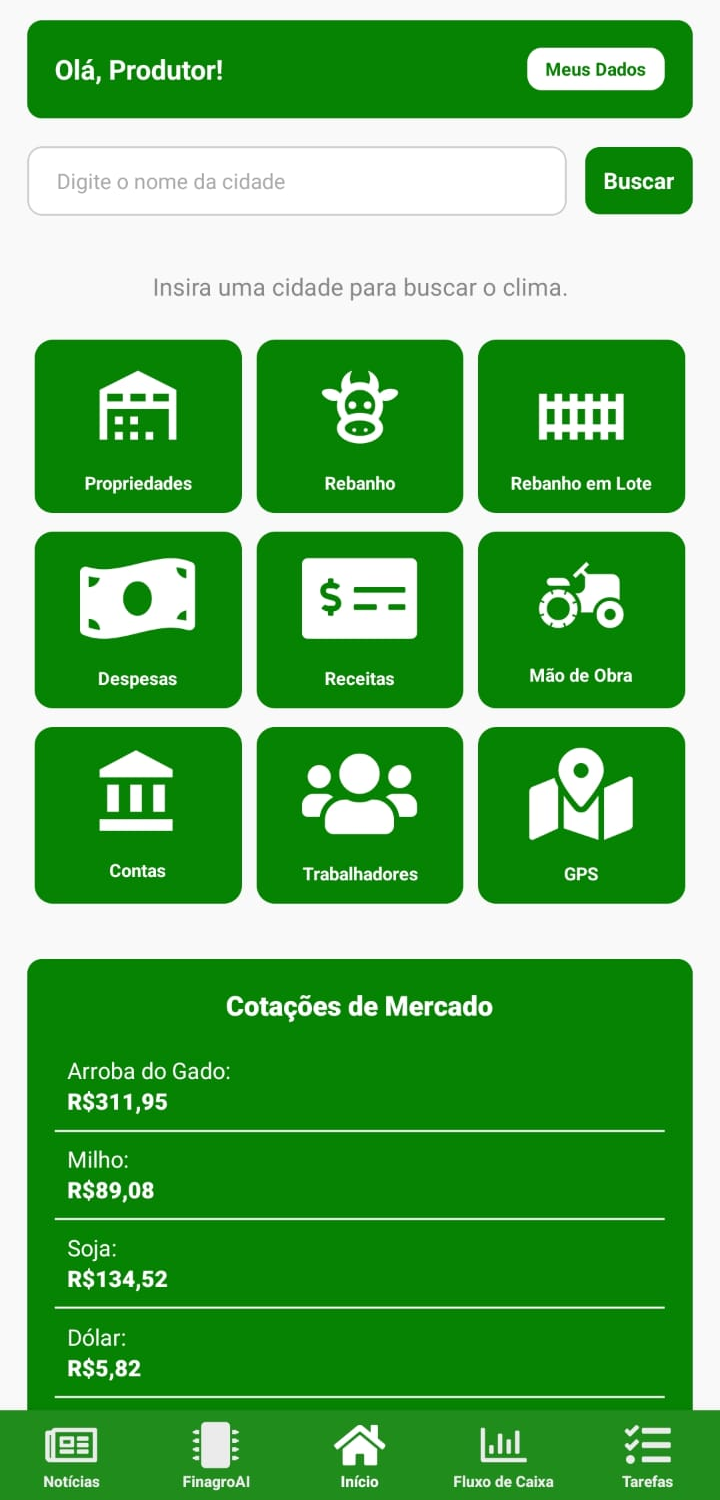 Olá, Produtor!
Meus Dados
Digite o nome da cidade
Buscar
Insira uma cidade para buscar o clima.
Propriedades
Rebanho
Rebanho em Lote
Despesas
$
Receitas
Mão de Obra
Contas
Trabalhadores
GPS
Cotações de Mercado
Arroba do Gado:
R$311,95
Milho:
R$89,08
Soja:
R$134,52
Dólar:
R$5,82
Notícias
FinagroAI
Início
Fluxo de Caixa
Tarefas